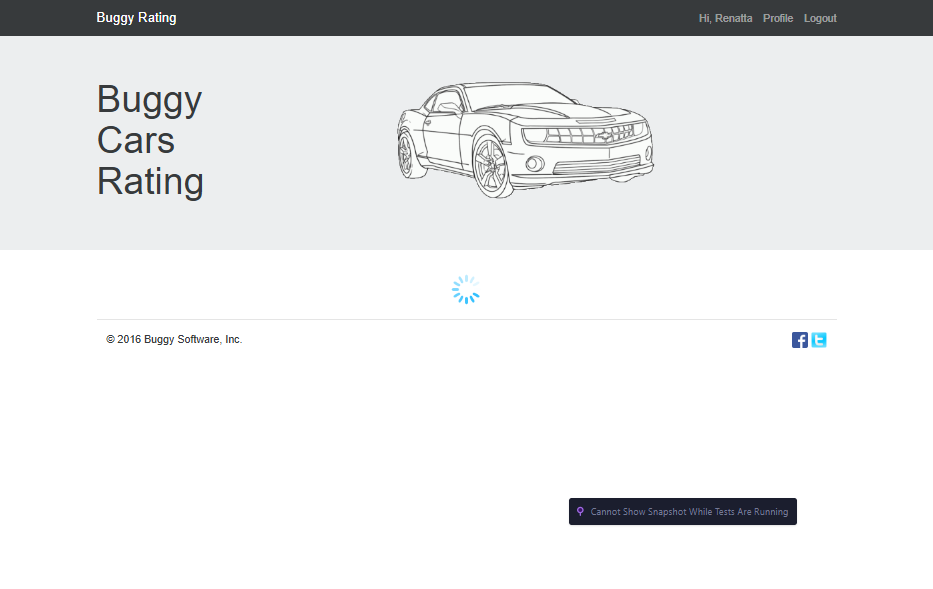 Buggy Rating
Hi, Renatta Profile Logout
Buggy
Cars
Rating
© 2016 Buggy Software, Inc.
Cannot Show Snapshot While Tests Are Running